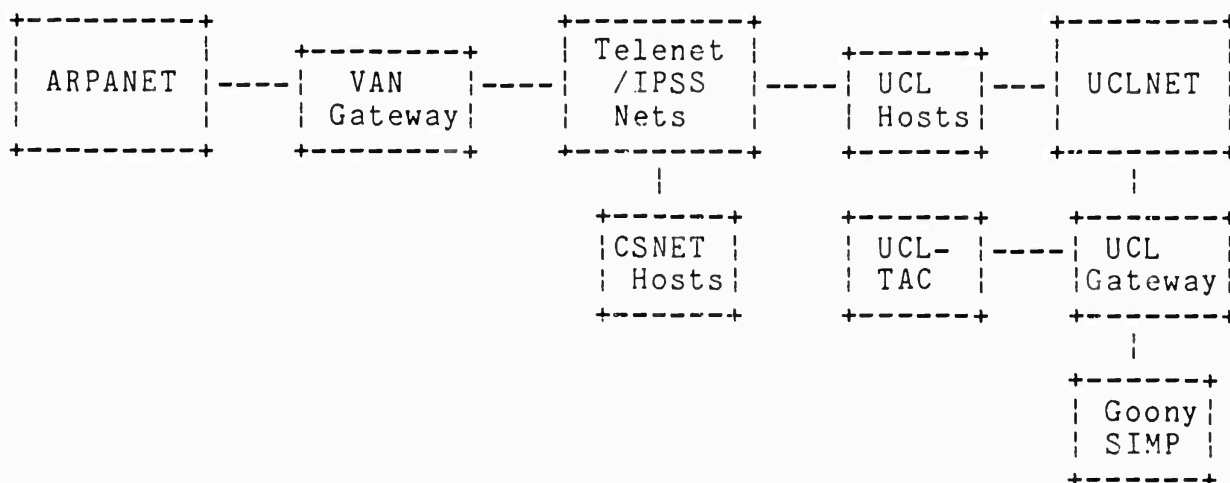 ARPANET
VAN
Gateway
Telenet
/IPSS
Nets
UCL
Hosts
UCLNET
CSNET
Hosts
UCL-
TAC
UCL
Gateway
Goony
SIMP